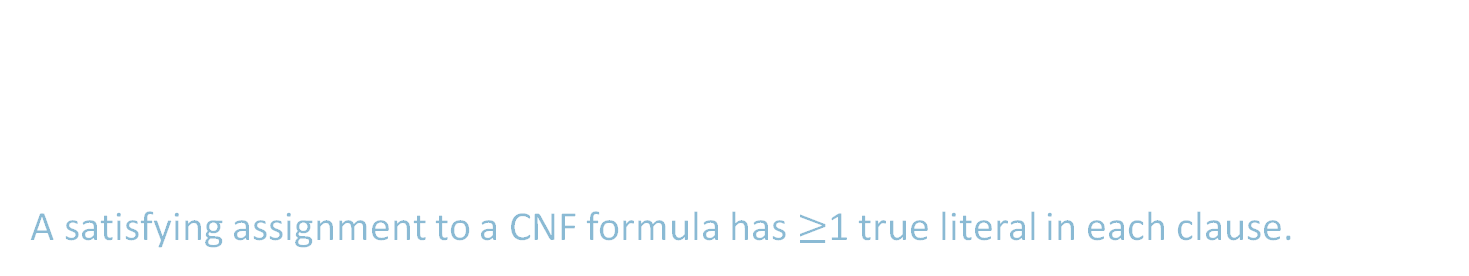 A satisfying assignment to a CNF formula has ≥1 true literal in each clause.